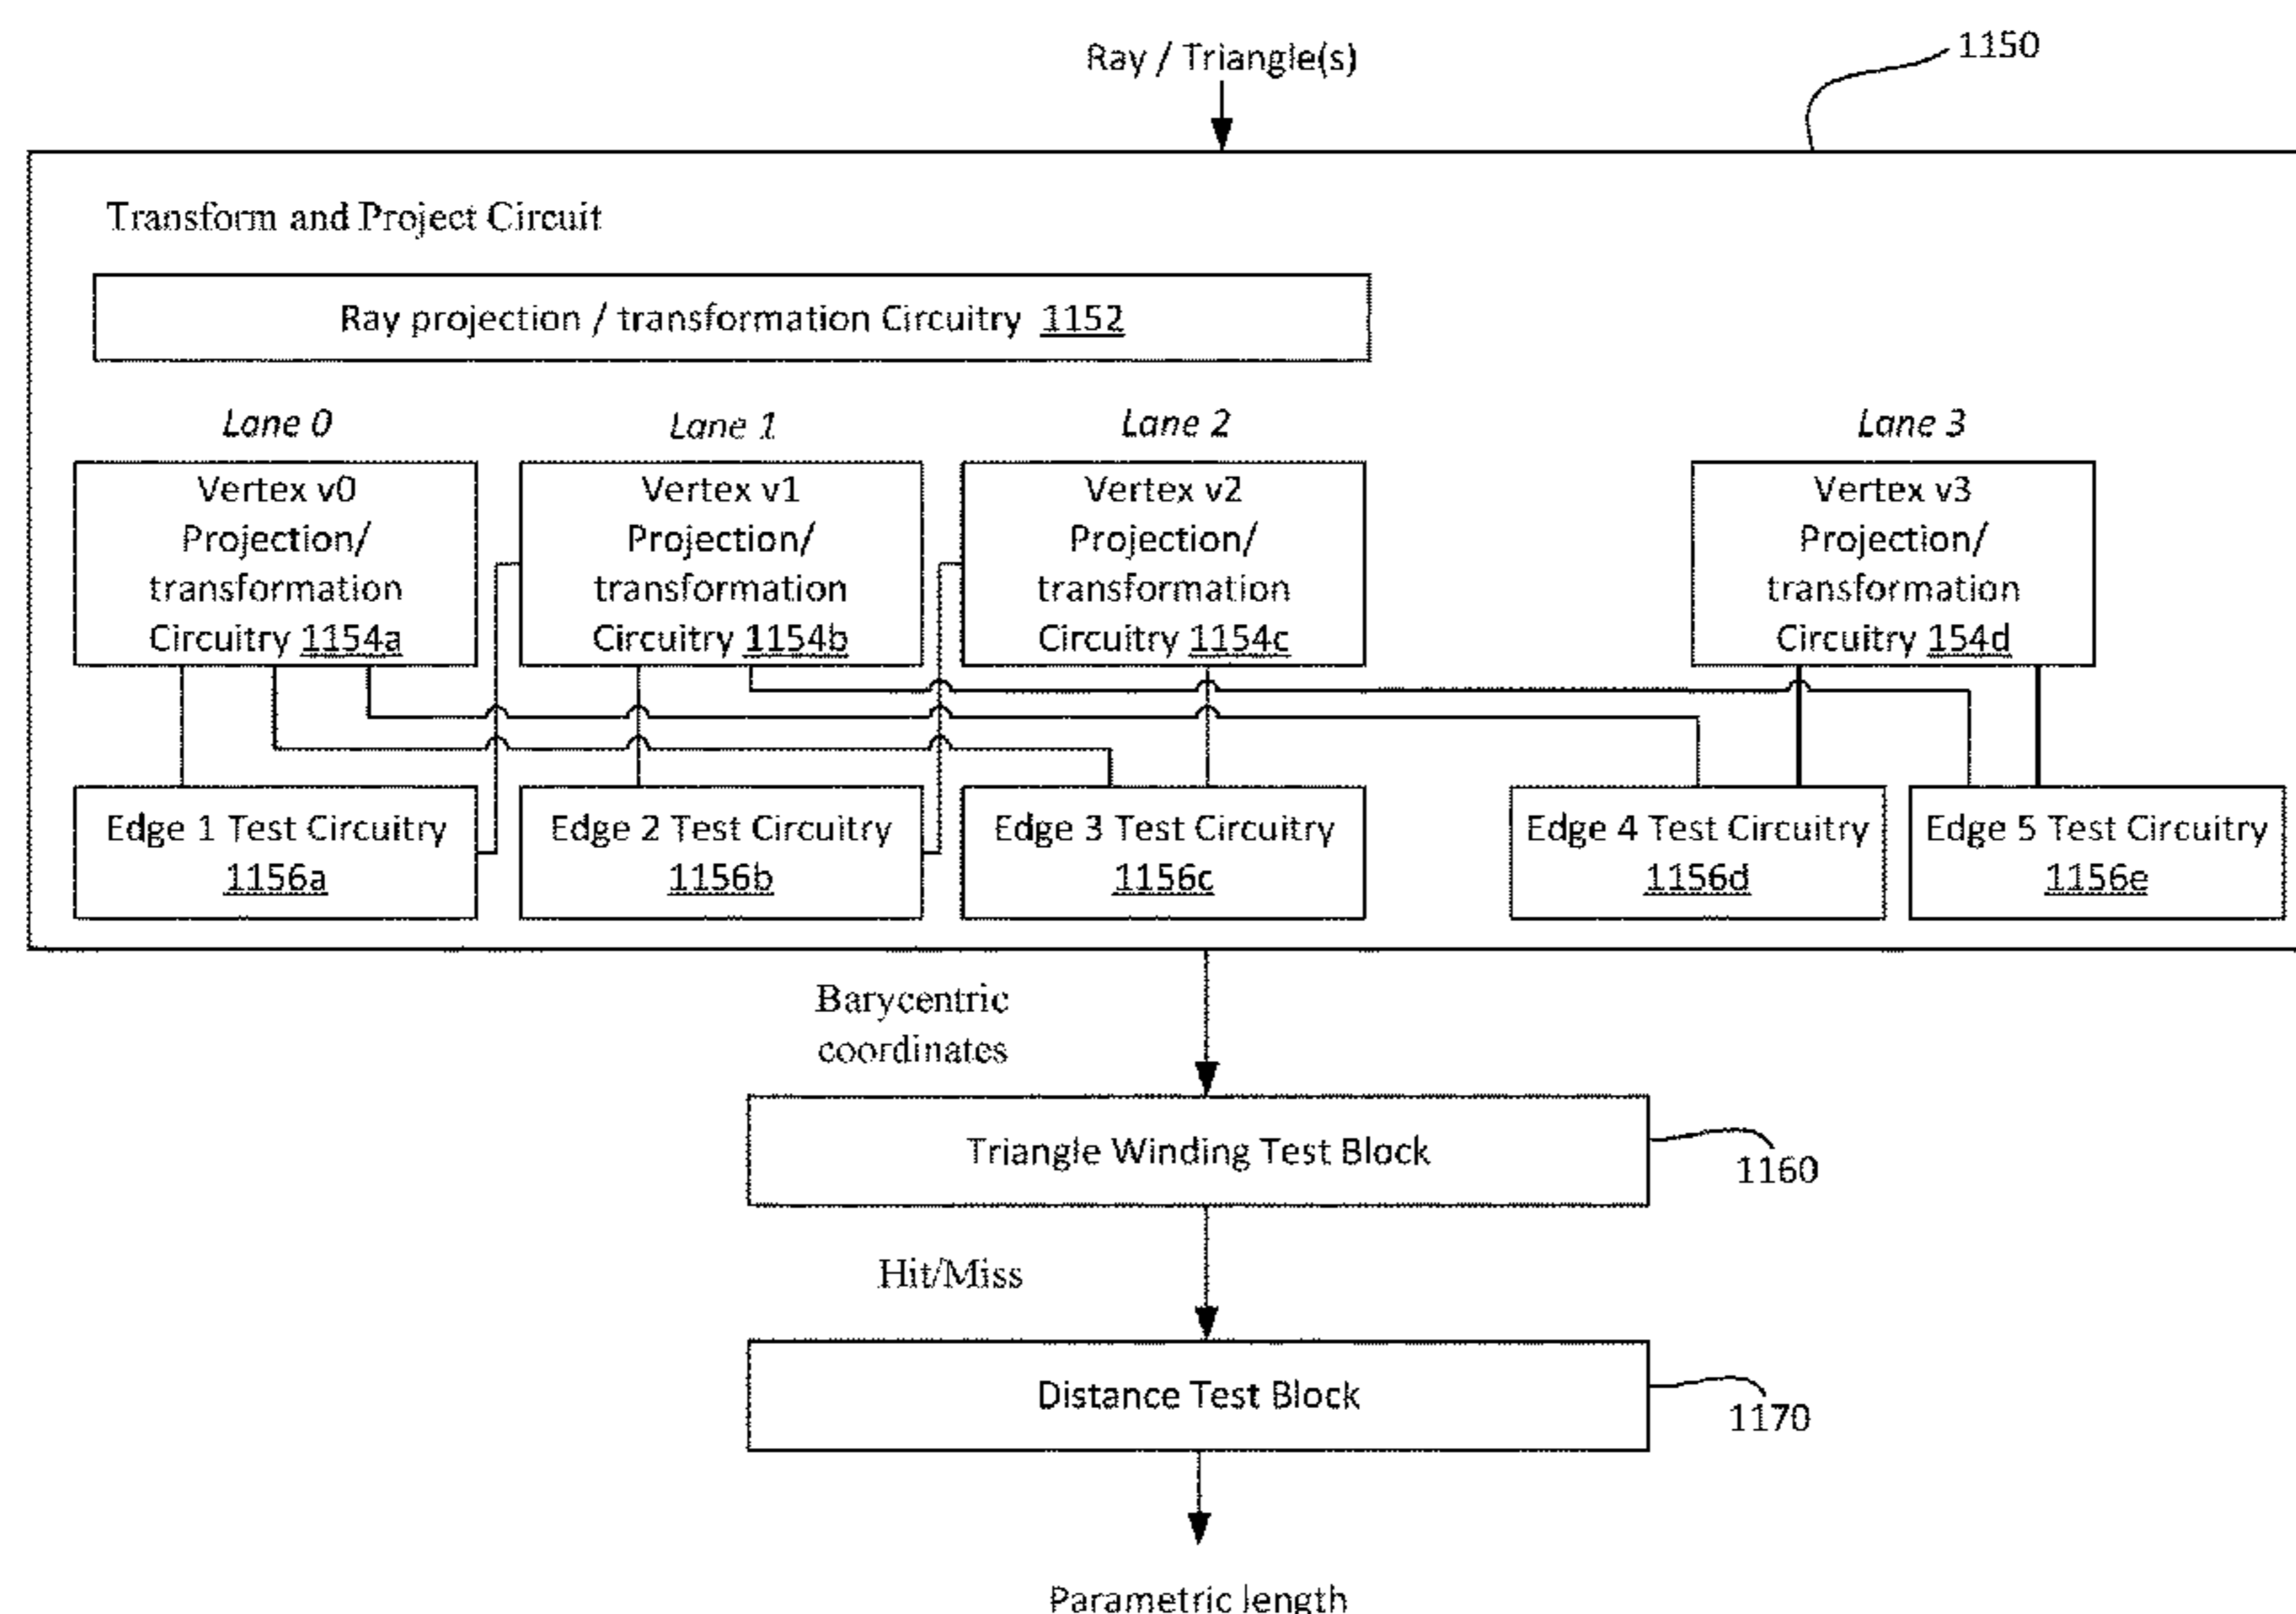 Ray / Triangle(s)
1150
Transform and Project Circuit
Ray projection / transformation Circuitry 1152
Lane 0
Lane 1
Lane 2
Lane 3
Vertex v0
Projection/
transformation
Circuitry 1154a
Vertex v1
Projection/
transformation
Circuitry 1154b
Vertex v2
Projection/
transformation
Circuitry 1154c
Vertex v3
Projection/
transformation
Circuitry 154d
Edge 1 Test Circuitry
1156a
Edge 2 Test Circuitry
1156b
Edge 3 Test Circuitry
1156c
Edge 4 Test Circuitry
1156d
Edge 5 Test Circuitry
1156e
Barycentric
coordinates
Triangle Winding Test Block
1160
Hit/Miss
Distance Test Block
1170
Parametric length